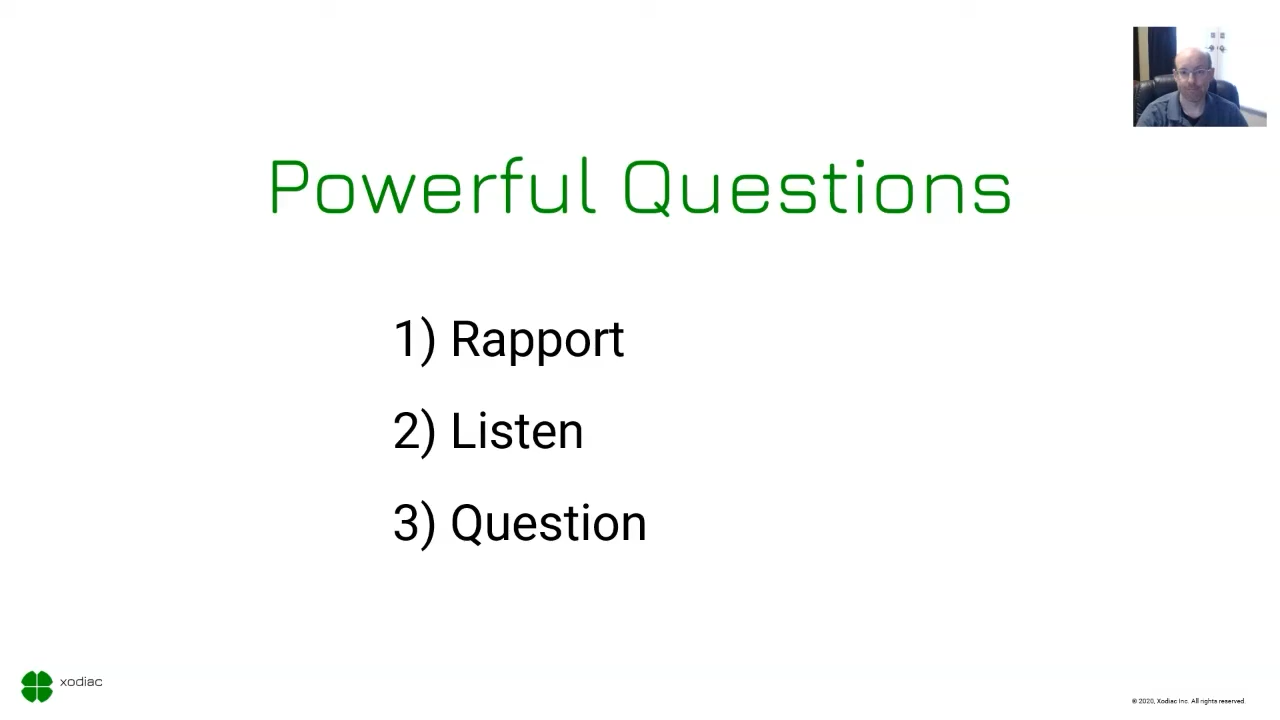 Powerful Questions
1) Rapport
2) Listen
3) Question
xodiac
© 2020, Xodiac Inc. All rights reserved.